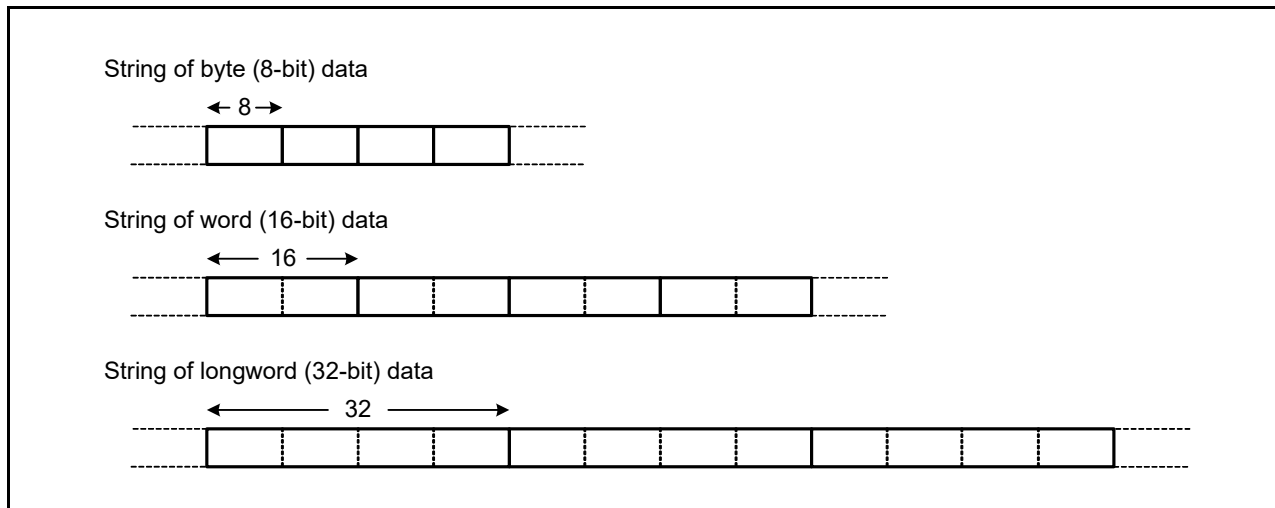 String of byte (8-bit) data
8
String of word (16-bit) data
16
String of longword (32-bit) data
32